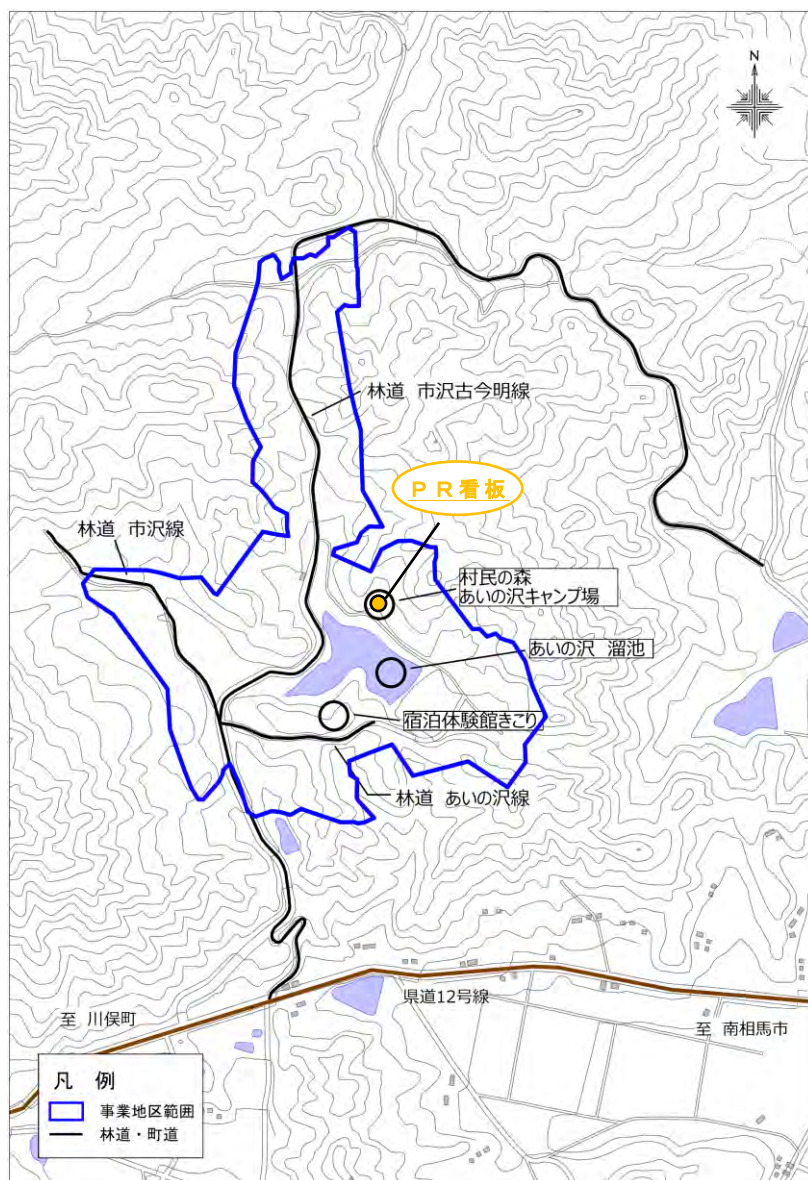 N
林道 市沢古今明線
PR看板
林道 市沢線
村民の森
あいの沢キャンプ場
あいの沢 溜池
宿泊体験館きこり
林道 あいの沢線
県道12号線
至 川俣町
至 南相馬市
凡 例
事業地区範囲
林道・町道